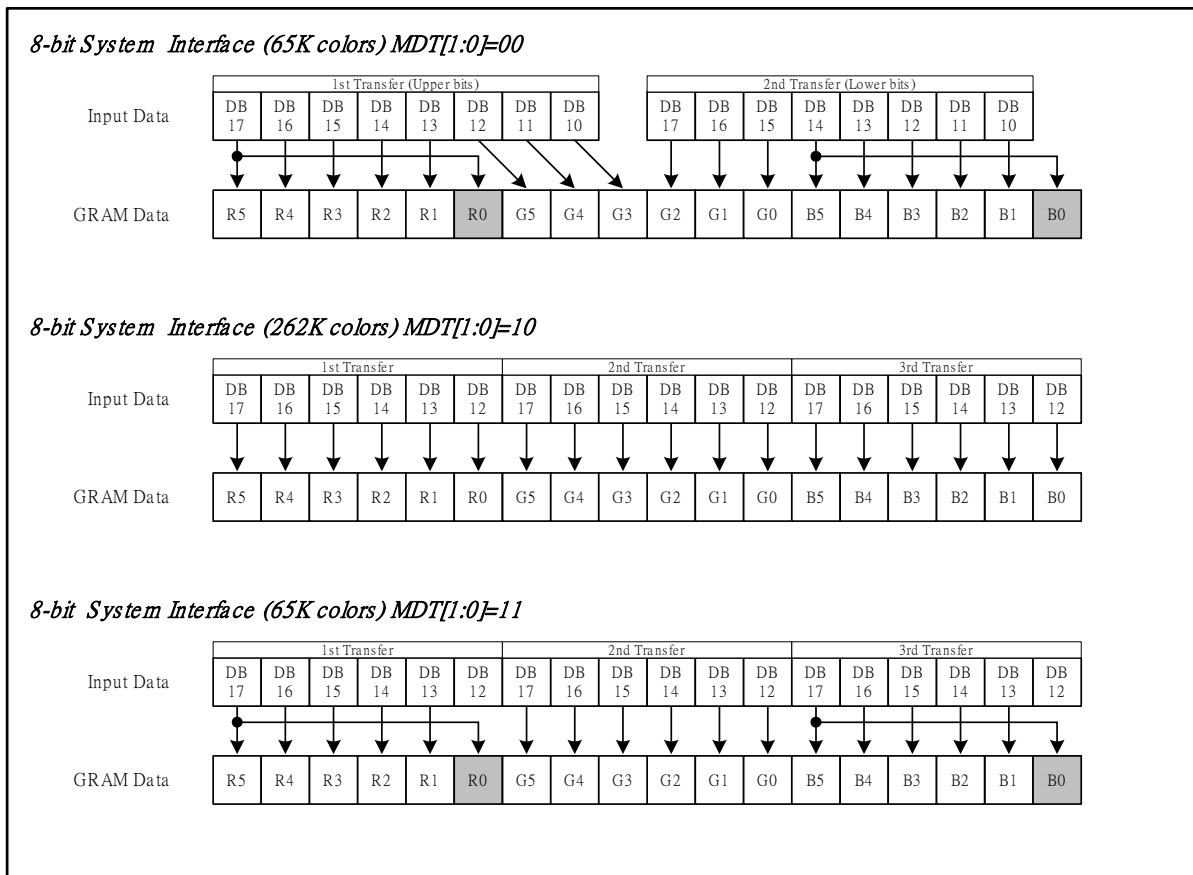 8-bit System Interface (65K colors) MDT[1:0]=00
1st Transfer (Upper bits) 2nd Transfer (Lower bits)
Input Data DB 17 DB 16 DB 15 DB 14 DB 13 DB 12 DB 11 DB 10 DB 17 DB 16 DB 15 DB 14 DB 13 DB 12 DB 11 DB 10
GRAM Data R5 R4 R3 R2 R1 R0 G5 G4 G3 G2 G1 G0 B5 B4 B3 B2 B1 B0
8-bit System Interface (262K colors) MDT[1:0]=10
1st Transfer 2nd Transfer 3rd Transfer
Input Data DB 17 DB 16 DB 15 DB 14 DB 13 DB 12 DB 17 DB 16 DB 15 DB 14 DB 13 DB 12 DB 17 DB 16 DB 15 DB 14 DB 13 DB 12
GRAM Data R5 R4 R3 R2 R1 R0 G5 G4 G3 G2 G1 G0 B5 B4 B3 B2 B1 B0
8-bit System Interface (65K colors) MDT[1:0]=11
1st Transfer 2nd Transfer 3rd Transfer
Input Data DB 17 DB 16 DB 15 DB 14 DB 13 DB 12 DB 17 DB 16 DB 15 DB 14 DB 13 DB 12 DB 17 DB 16 DB 15 DB 14 DB 13 DB 12
GRAM Data R5 R4 R3 R2 R1 R0 G5 G4 G3 G2 G1 G0 B5 B4 B3 B2 B1 B0